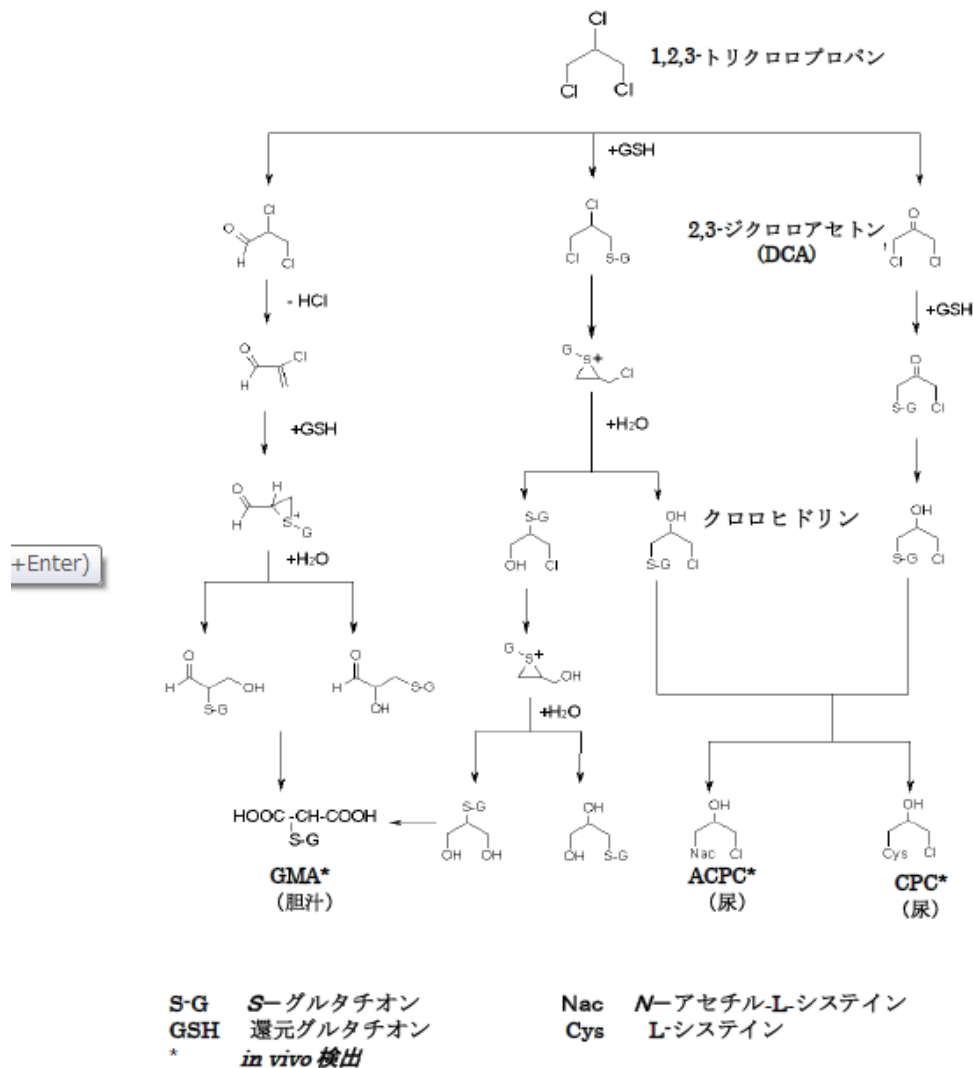 Cl
1,2,3-トリクロロプロパン
Cl Cl
+GSH
O Cl
H Cl
Cl
Cl S-G
2,3-ジクロロアセトン
(DCA)
O
Cl Cl
- HCl
+GSH
O Cl
H
G S+
Cl
O
S-G Cl
+GSH
+H2O
O H
H S+
G
S-G
OH Cl
OH
S-G Cl
クロロヒドリン
OH
S-G Cl
+Enter)
+H2O
O
H OH
S-G
O
H S-G
OH
G S+
OH
+H2O
HOOC-CH-COOH
S-G
S-G
OH OH
OH
OH S-G
OH
Nac Cl
OH
Cys Cl
GMA*
(胆汁)
ACPC*
(尿)
CPC*
(尿)
S-G S-グルタチオン
Nac N-アセチル-L-システイン
GSH 還元グルタチオン
Cys L-システイン
* in vivo 検出